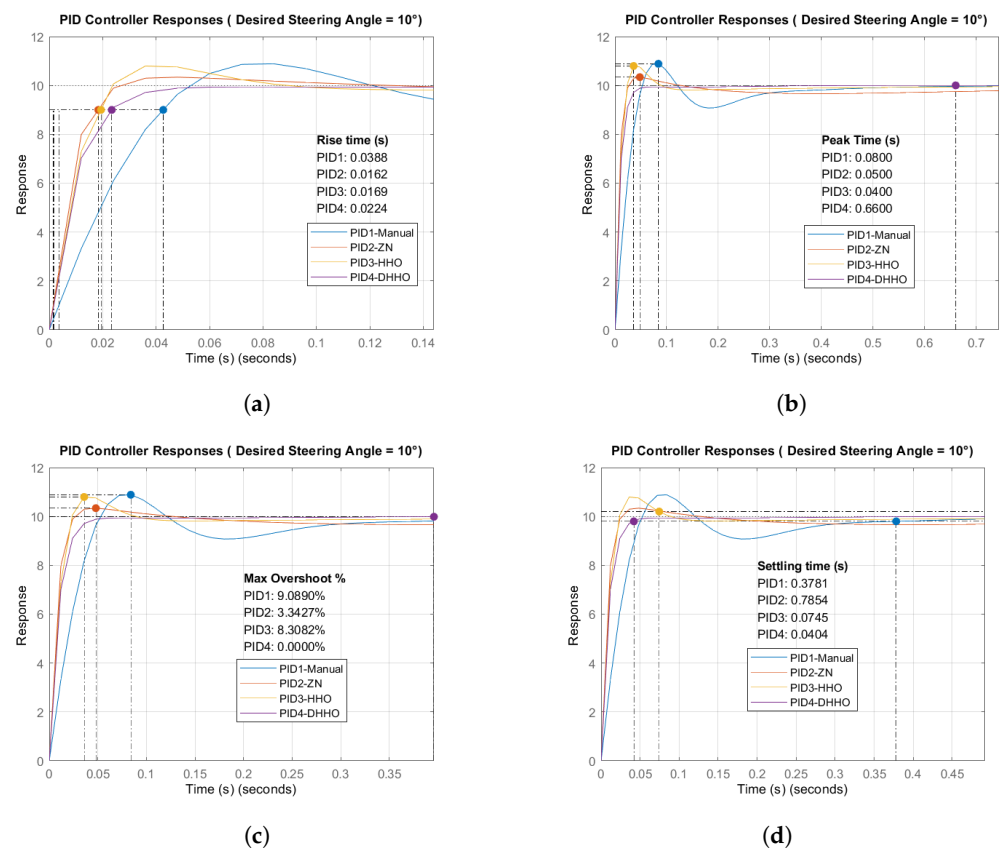 PID Controller Responses ( Desired Steering Angle = 10°)
12
10
8
6
4
2
0
Response
Rise time (s)
PID1: 0.0388
PID2: 0.0162
PID3: 0.0169
PID4: 0.0224
PID1-Manual
PID2-ZN
PID3-HHO
PID4-DHHO
0 0.02 0.04 0.06 0.08 0.1 0.12 0.14
Time (s) (seconds)
(a)
PID Controller Responses ( Desired Steering Angle = 10°)
12
10
8
6
4
2
0
Response
Peak Time (s)
PID1: 0.0800
PID2: 0.0500
PID3: 0.0400
PID4: 0.6600
PID1-Manual
PID2-ZN
PID3-HHO
PID4-DHHO
0 0.1 0.2 0.3 0.4 0.5 0.6 0.7
Time (s) (seconds)
(b)
PID Controller Responses ( Desired Steering Angle = 10°)
12
10
8
6
4
2
0
Response
Max Overshoot %
PID1: 9.0890%
PID2: 3.3427%
PID3: 8.3082%
PID4: 0.0000%
PID1-Manual
PID2-ZN
PID3-HHO
PID4-DHHO
0 0.05 0.1 0.15 0.2 0.25 0.3 0.35
Time (s) (seconds)
(c)
PID Controller Responses ( Desired Steering Angle = 10°)
12
10
8
6
4
2
0
Response
Settling time (s)
PID1: 0.3781
PID2: 0.7854
PID3: 0.0745
PID4: 0.0404
PID1-Manual
PID2-ZN
PID3-HHO
PID4-DHHO
0 0.05 0.1 0.15 0.2 0.25 0.3 0.35 0.4 0.45
Time (s) (seconds)
(d)